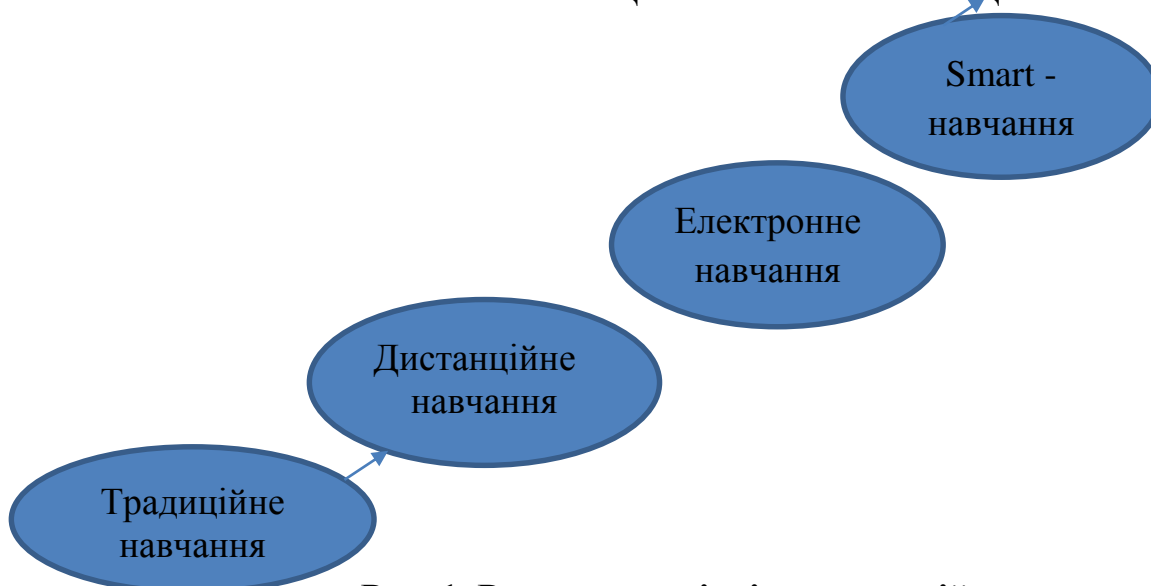 Smart -
навчання
Електронне
навчання
Дистанційне
навчання
Традиційне
навчання